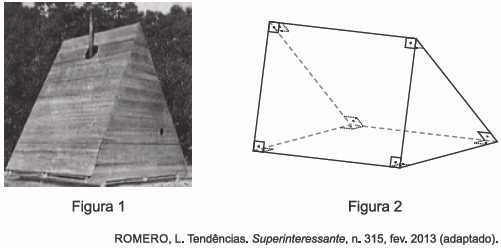 Figura 1
Figura 2
ROMERO, L. Tendências. Superinteressante, n. 315, fev. 2013 (adaptado).